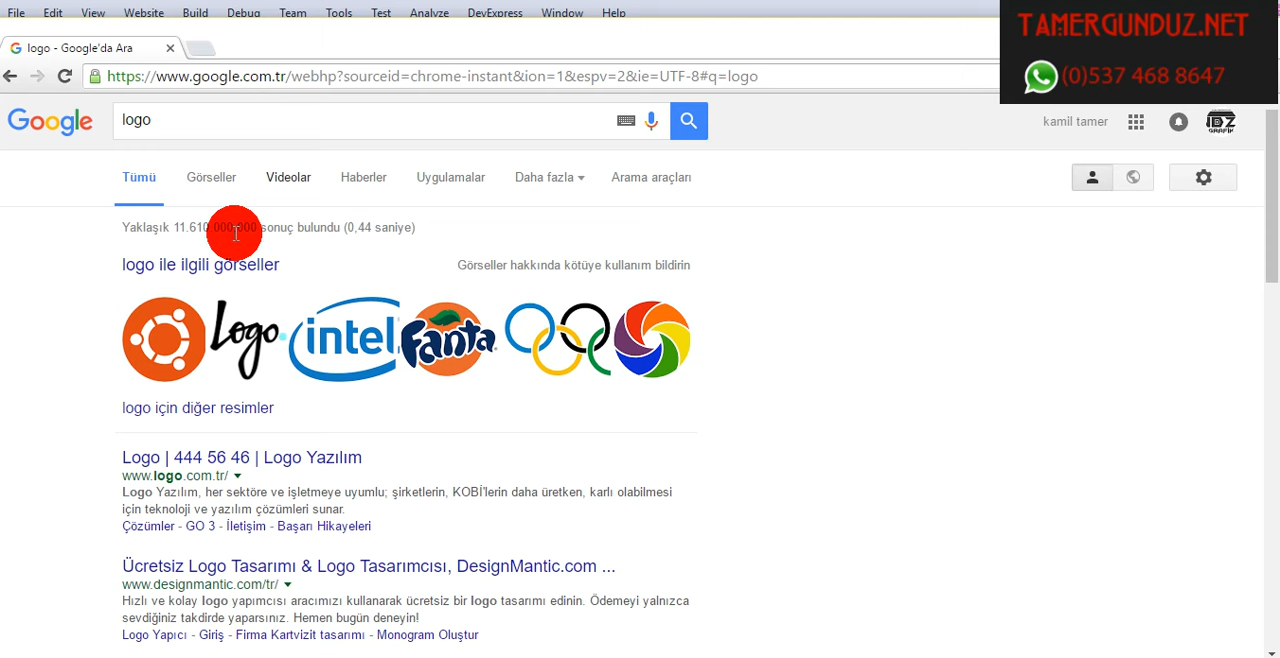 File Edit View Website Build Debug Team Tools Test Analyze DevExpress Window Help
TAMERGUNDUZ.NET
(0)537 468 8647
logo - Google'da Ara
https://www.google.com.tr/webhp?sourceid=chrome-instant&ion=1&espv=2&ie=UTF-8#q=logo
Google logo kamil tamer
Tümü Görseller Videolar Haberler Uygulamalar Daha fazla Arama araçları
Yaklaşık 11.610.000.000 sonuç bulundu (0,44 saniye)
logo ile ilgili görseller Görseller hakkında kötüye kullanım bildirin
Logo intel Fanta
logo için diğer resimler
Logo | 444 56 46 | Logo Yazılım
www.logo.com.tr/
Logo Yazılım, her sektöre ve işletmeye uyumlu; şirketlerin, KOBİ'lerin daha üretken, karlı olabilmesi
için teknoloji ve yazılım çözümleri sunar.
Çözümler - GO 3 - İletişim - Başarı Hikayeleri
Ücretsiz Logo Tasarımı & Logo Tasarımcısı, DesignMantic.com ...
www.designmantic.com/tr/
Hızlı ve kolay logo yapımcısı aracımızı kullanarak ücretsiz bir logo tasarımı edinin. Ödemeyi yalnızca
sevdiğiniz takdirde yaparsınız. Hemen bugün deneyin!
Logo Yapıcı - Giriş - Firma Kartvizit tasarımı - Monogram Oluştur